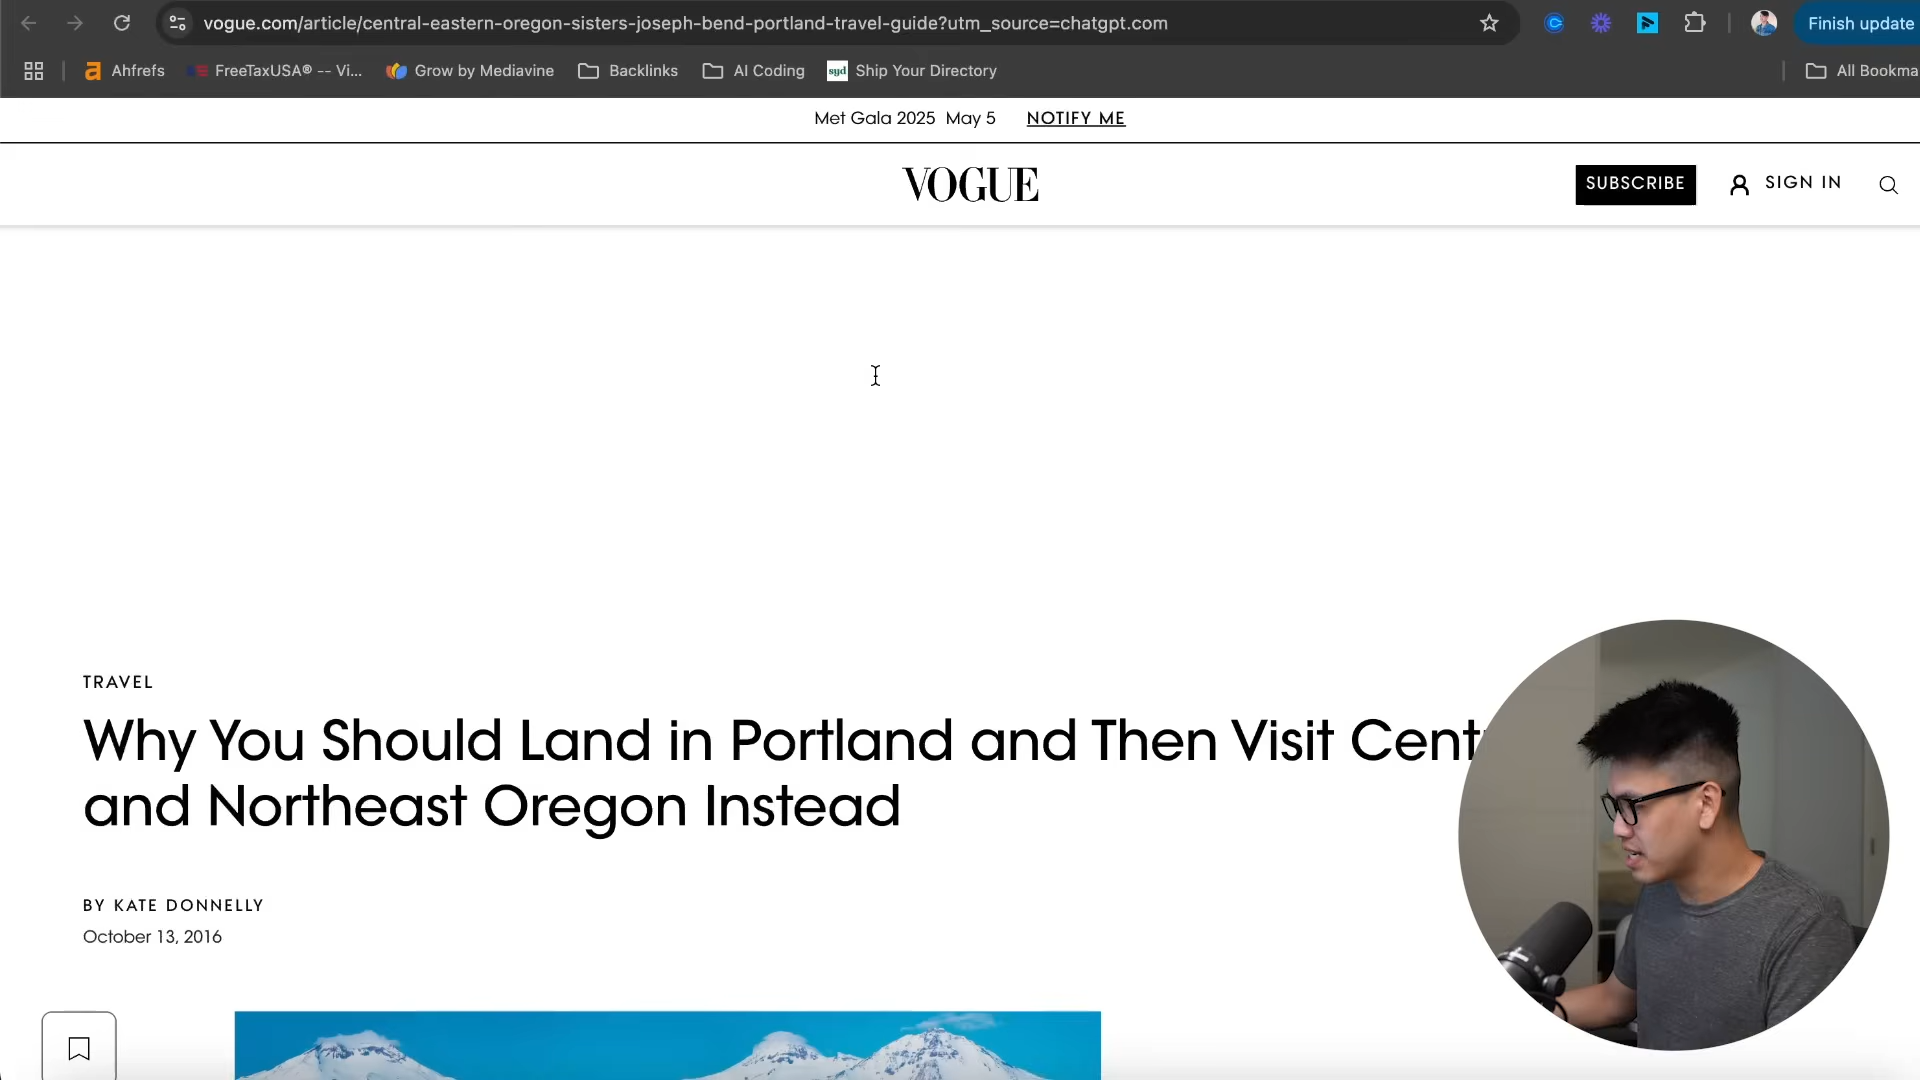 vogue.com/article/central-eastern-oregon-sisters-joseph-bend-portland-travel-guide?utm_source=chatgpt.com
Finish update
Ahfrefs
FreeTaxUSA® -- Vi...
Grow by Mediavine
Backlinks
AI Coding
syd
Ship Your Directory
All Bookma
Met Gala 2025 May 5 NOTIFY ME
VOGUE
SUBSCRIBE
SIGN IN
TRAVEL
Why You Should Land in Portland and Then Visit Cent
and Northeast Oregon Instead
BY KATE DONNELLY
October 13, 2016